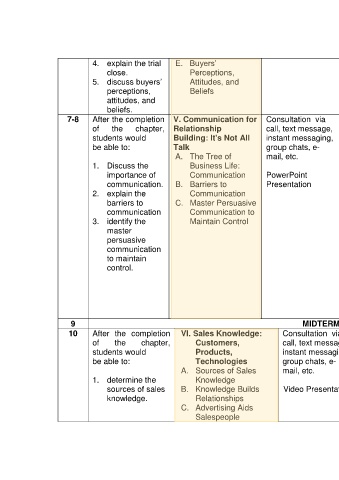 4. explain the trial
close.
5. discuss buyers'
perceptions,
attitudes, and
beliefs.
E. Buyers'
Perceptions,
Attitudes, and
Beliefs
7-8
After the completion
of the chapter,
students would
be able to:
1. Discuss the
importance of
communication.
2. explain the
barriers to
communication
3. identify the
master
persuasive
communication
to maintain
control.
V. Communication for
Relationship
Building: It's Not All
Talk
A. The Tree of
Business Life:
Communication
B. Barriers to
Communication
C. Master Persuasive
Communication to
Maintain Control
Consultation via
call, text message,
instant messaging,
group chats, e-
mail, etc.
PowerPoint
Presentation
9
MIDTERM
10
After the completion
of the chapter,
students would
be able to:
1. determine the
sources of sales
knowledge.
VI. Sales Knowledge:
Customers,
Products,
Technologies
A. Sources of Sales
Knowledge
B. Knowledge Builds
Relationships
C. Advertising Aids
Salespeople
Consultation via
call, text messa
instant messagi
group chats, e-
mail, etc.
Video Presentat